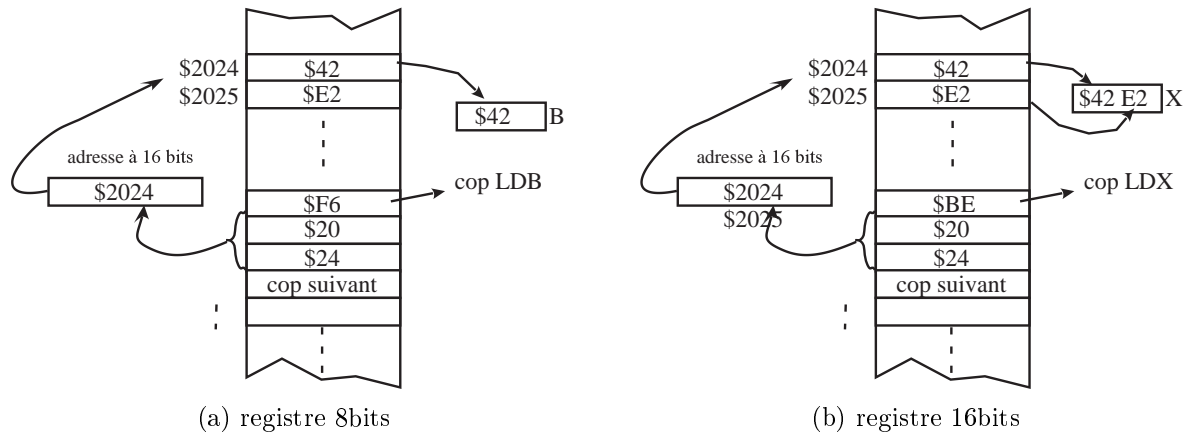 $2024
$42
$2025
$E2
$42
B
adresse à 16 bits
$2024
cop LDB
$F6
$20
$24
cop suivant
(a) registre 8bits
$2024
$42
$2025
$E2
$42 E2
X
adresse à 16 bits
$2024
$2025
cop LDX
$BE
$20
$24
cop suivant
(b) registre 16bits